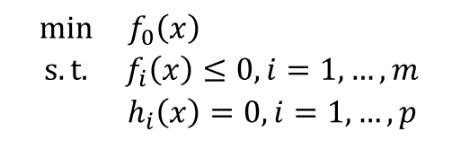 min f₀(x)
s.t. fᵢ(x) ≤ 0, i = 1, …, m
hᵢ(x) = 0, i = 1, …, p